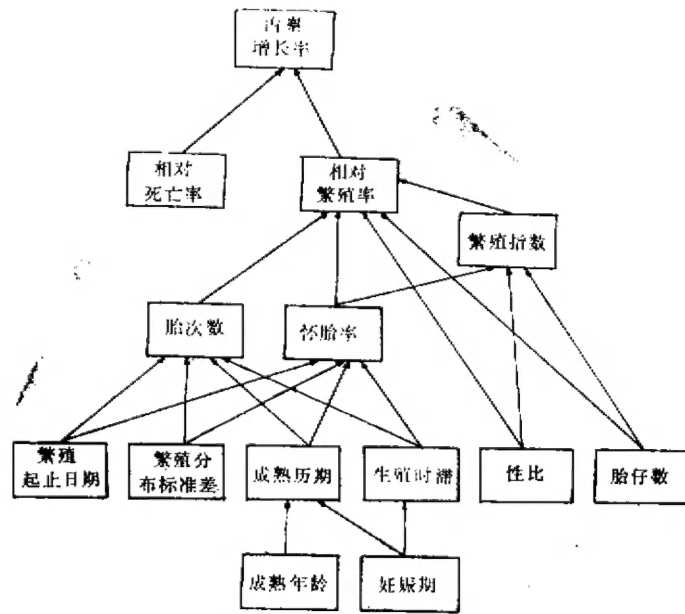 内禀
增长率
相对
死亡率
相对
繁殖率
繁殖指数
胎次数
怀胎率
繁殖
起止日期
繁殖分
布标准差
成熟历期
生殖时滞
性比
胎仔数
成熟年龄
妊娠期